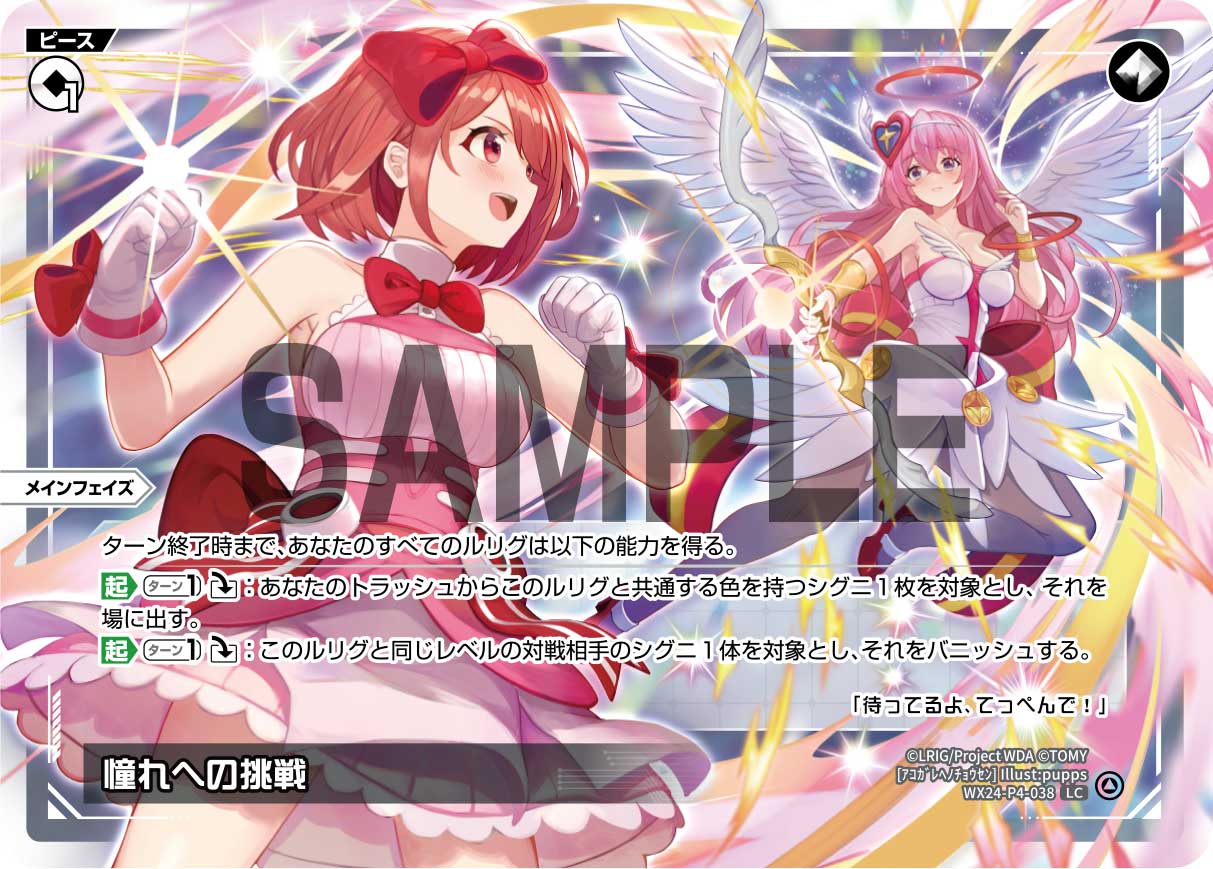 ピース
1
SAMPLE
メインフェイズ
ターン終了時まで、あなたのすべてのルリグは以下の能力を得る。
起 ターン1 :あなたのトラッシュからこのルリグと共通する色を持つシグニ1枚を対象とし、それを
場に出す。
起 ターン1 :このルリグと同じレベルの対戦相手のシグニ1体を対象とし、それをバニッシュする。
「待ってるよ、てっぺんで！」
憧れへの挑戦
©LRIG/Project WDA ©TOMY
[アコガレヘノチョウセン] Illust:pupps
WX24-P4-038 LC